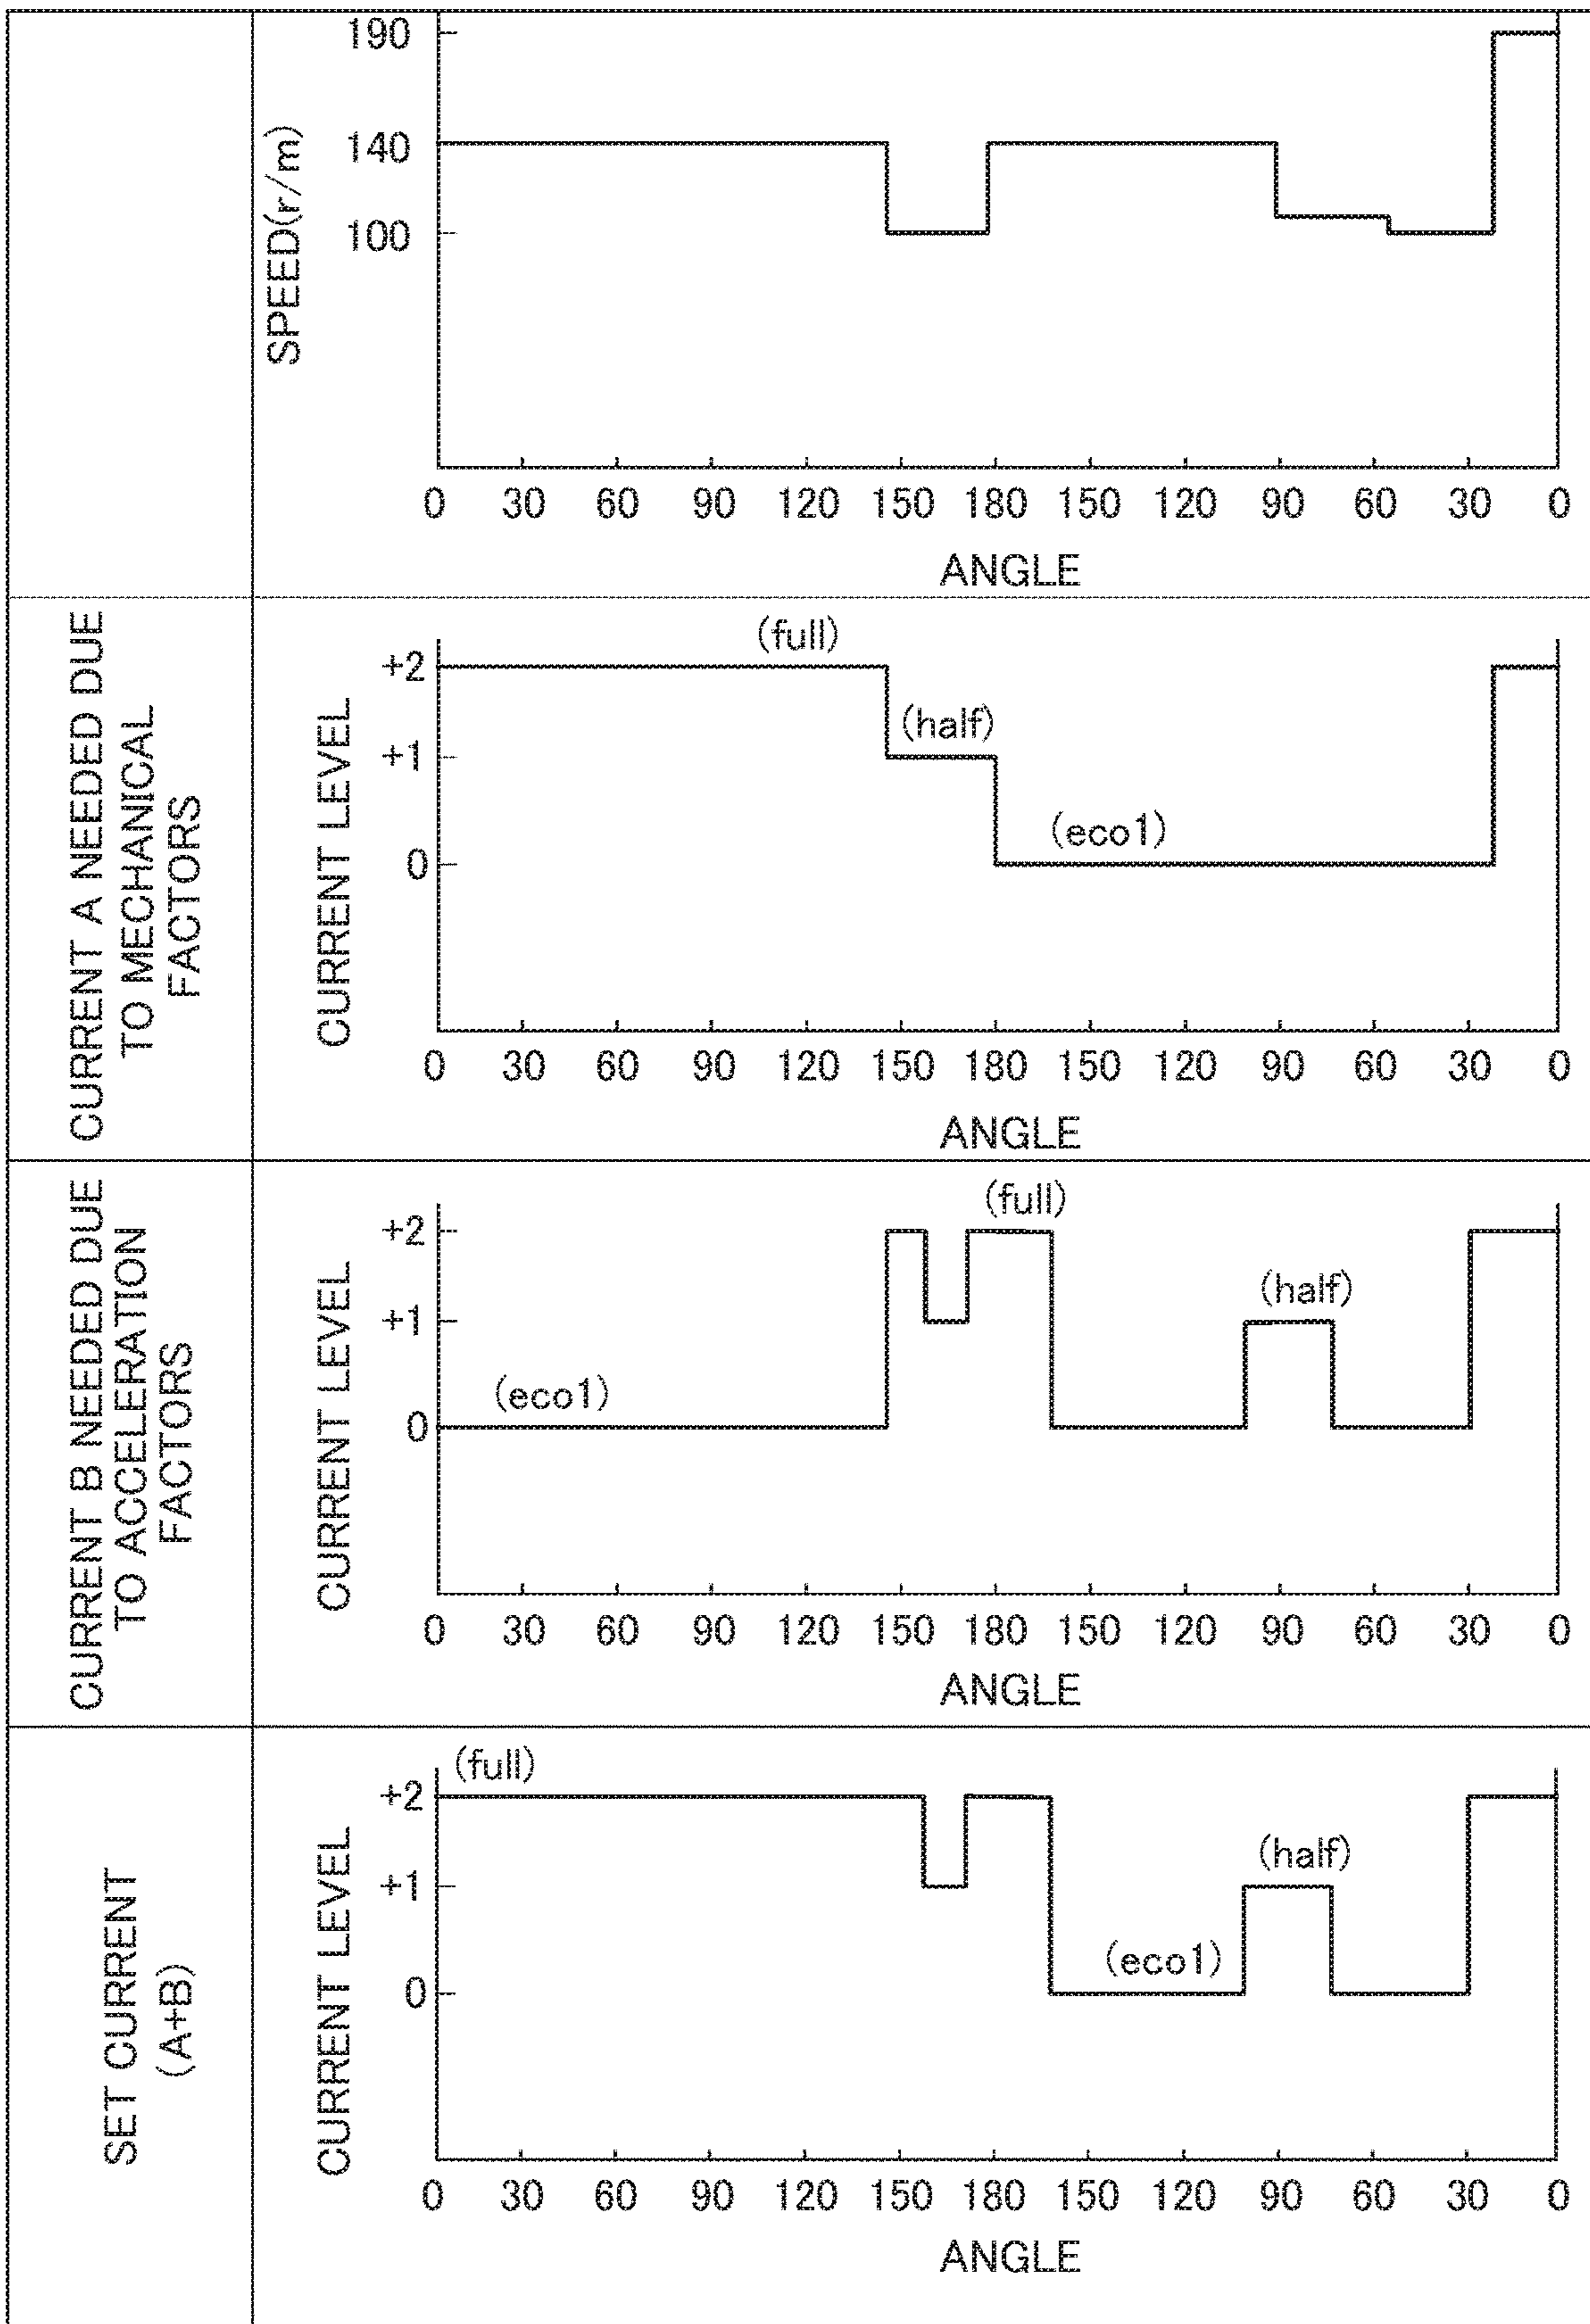 SPEED(r/m)
190
140
100
0 30 60 90 120 150 180 150 120 90 60 30 0
ANGLE
CURRENT A NEEDED DUE
TO MECHANICAL
FACTORS
CURRENT LEVEL
(full)
+2
(half)
+1
(eco1)
0
0 30 60 90 120 150 180 150 120 90 60 30 0
ANGLE
CURRENT B NEEDED DUE
TO ACCELERATION
FACTORS
CURRENT LEVEL
(full)
+2
(half)
+1
(eco1)
0
0 30 60 90 120 150 180 150 120 90 60 30 0
ANGLE
SET CURRENT
(A+B)
CURRENT LEVEL
(full)
+2
(half)
+1
(eco1)
0
0 30 60 90 120 150 180 150 120 90 60 30 0
ANGLE